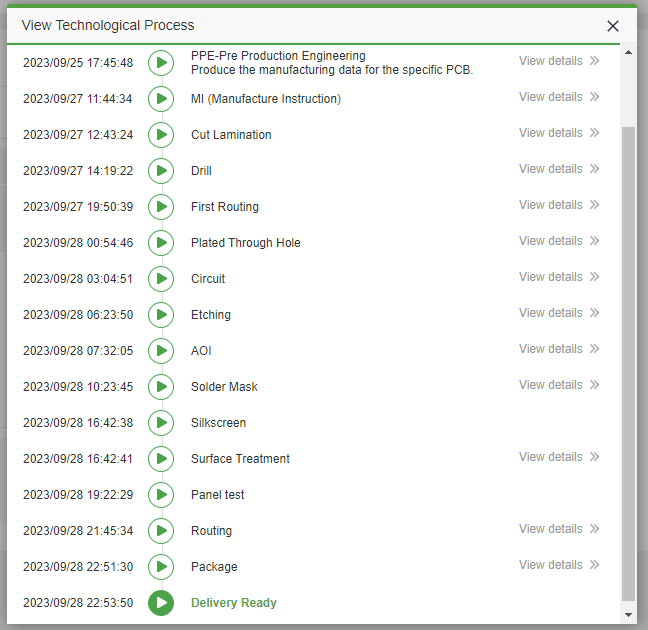 View Technological Process
2023/09/25 17:45:48 PPE-Pre Production Engineering View details
Produce the manufacturing data for the specific PCB.
2023/09/27 11:44:34 MI (Manufacture Instruction) View details
2023/09/27 12:43:24 Cut Lamination View details
2023/09/27 14:19:22 Drill View details
2023/09/27 19:50:39 First Routing View details
2023/09/28 00:54:46 Plated Through Hole View details
2023/09/28 03:04:51 Circuit View details
2023/09/28 06:23:50 Etching View details
2023/09/28 07:32:05 AOI View details
2023/09/28 10:23:45 Solder Mask View details
2023/09/28 16:42:38 Silkscreen
2023/09/28 16:42:41 Surface Treatment View details
2023/09/28 19:22:29 Panel test
2023/09/28 21:45:34 Routing View details
2023/09/28 22:51:30 Package View details
2023/09/28 22:53:50 Delivery Ready